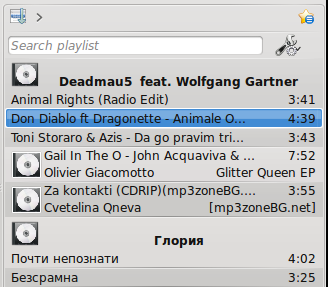 Search playlist
Deadmau5 feat. Wolfgang Gartner
Animal Rights (Radio Edit) 3:41
Don Diablo ft Dragonette - Animale O... 4:39
Toni Storaro & Azis - Da go pravim tri... 3:43
Gail In The O - John Acquaviva & ... 7:52
Olivier Giacomotto Glitter Queen EP
Za kontakti (CDRIP)(mp3zoneBG.... 3:55
Cvetelina Qneva [mp3zoneBG.net]
Глория
Почти непознати 4:02
Безсрамна 3:25